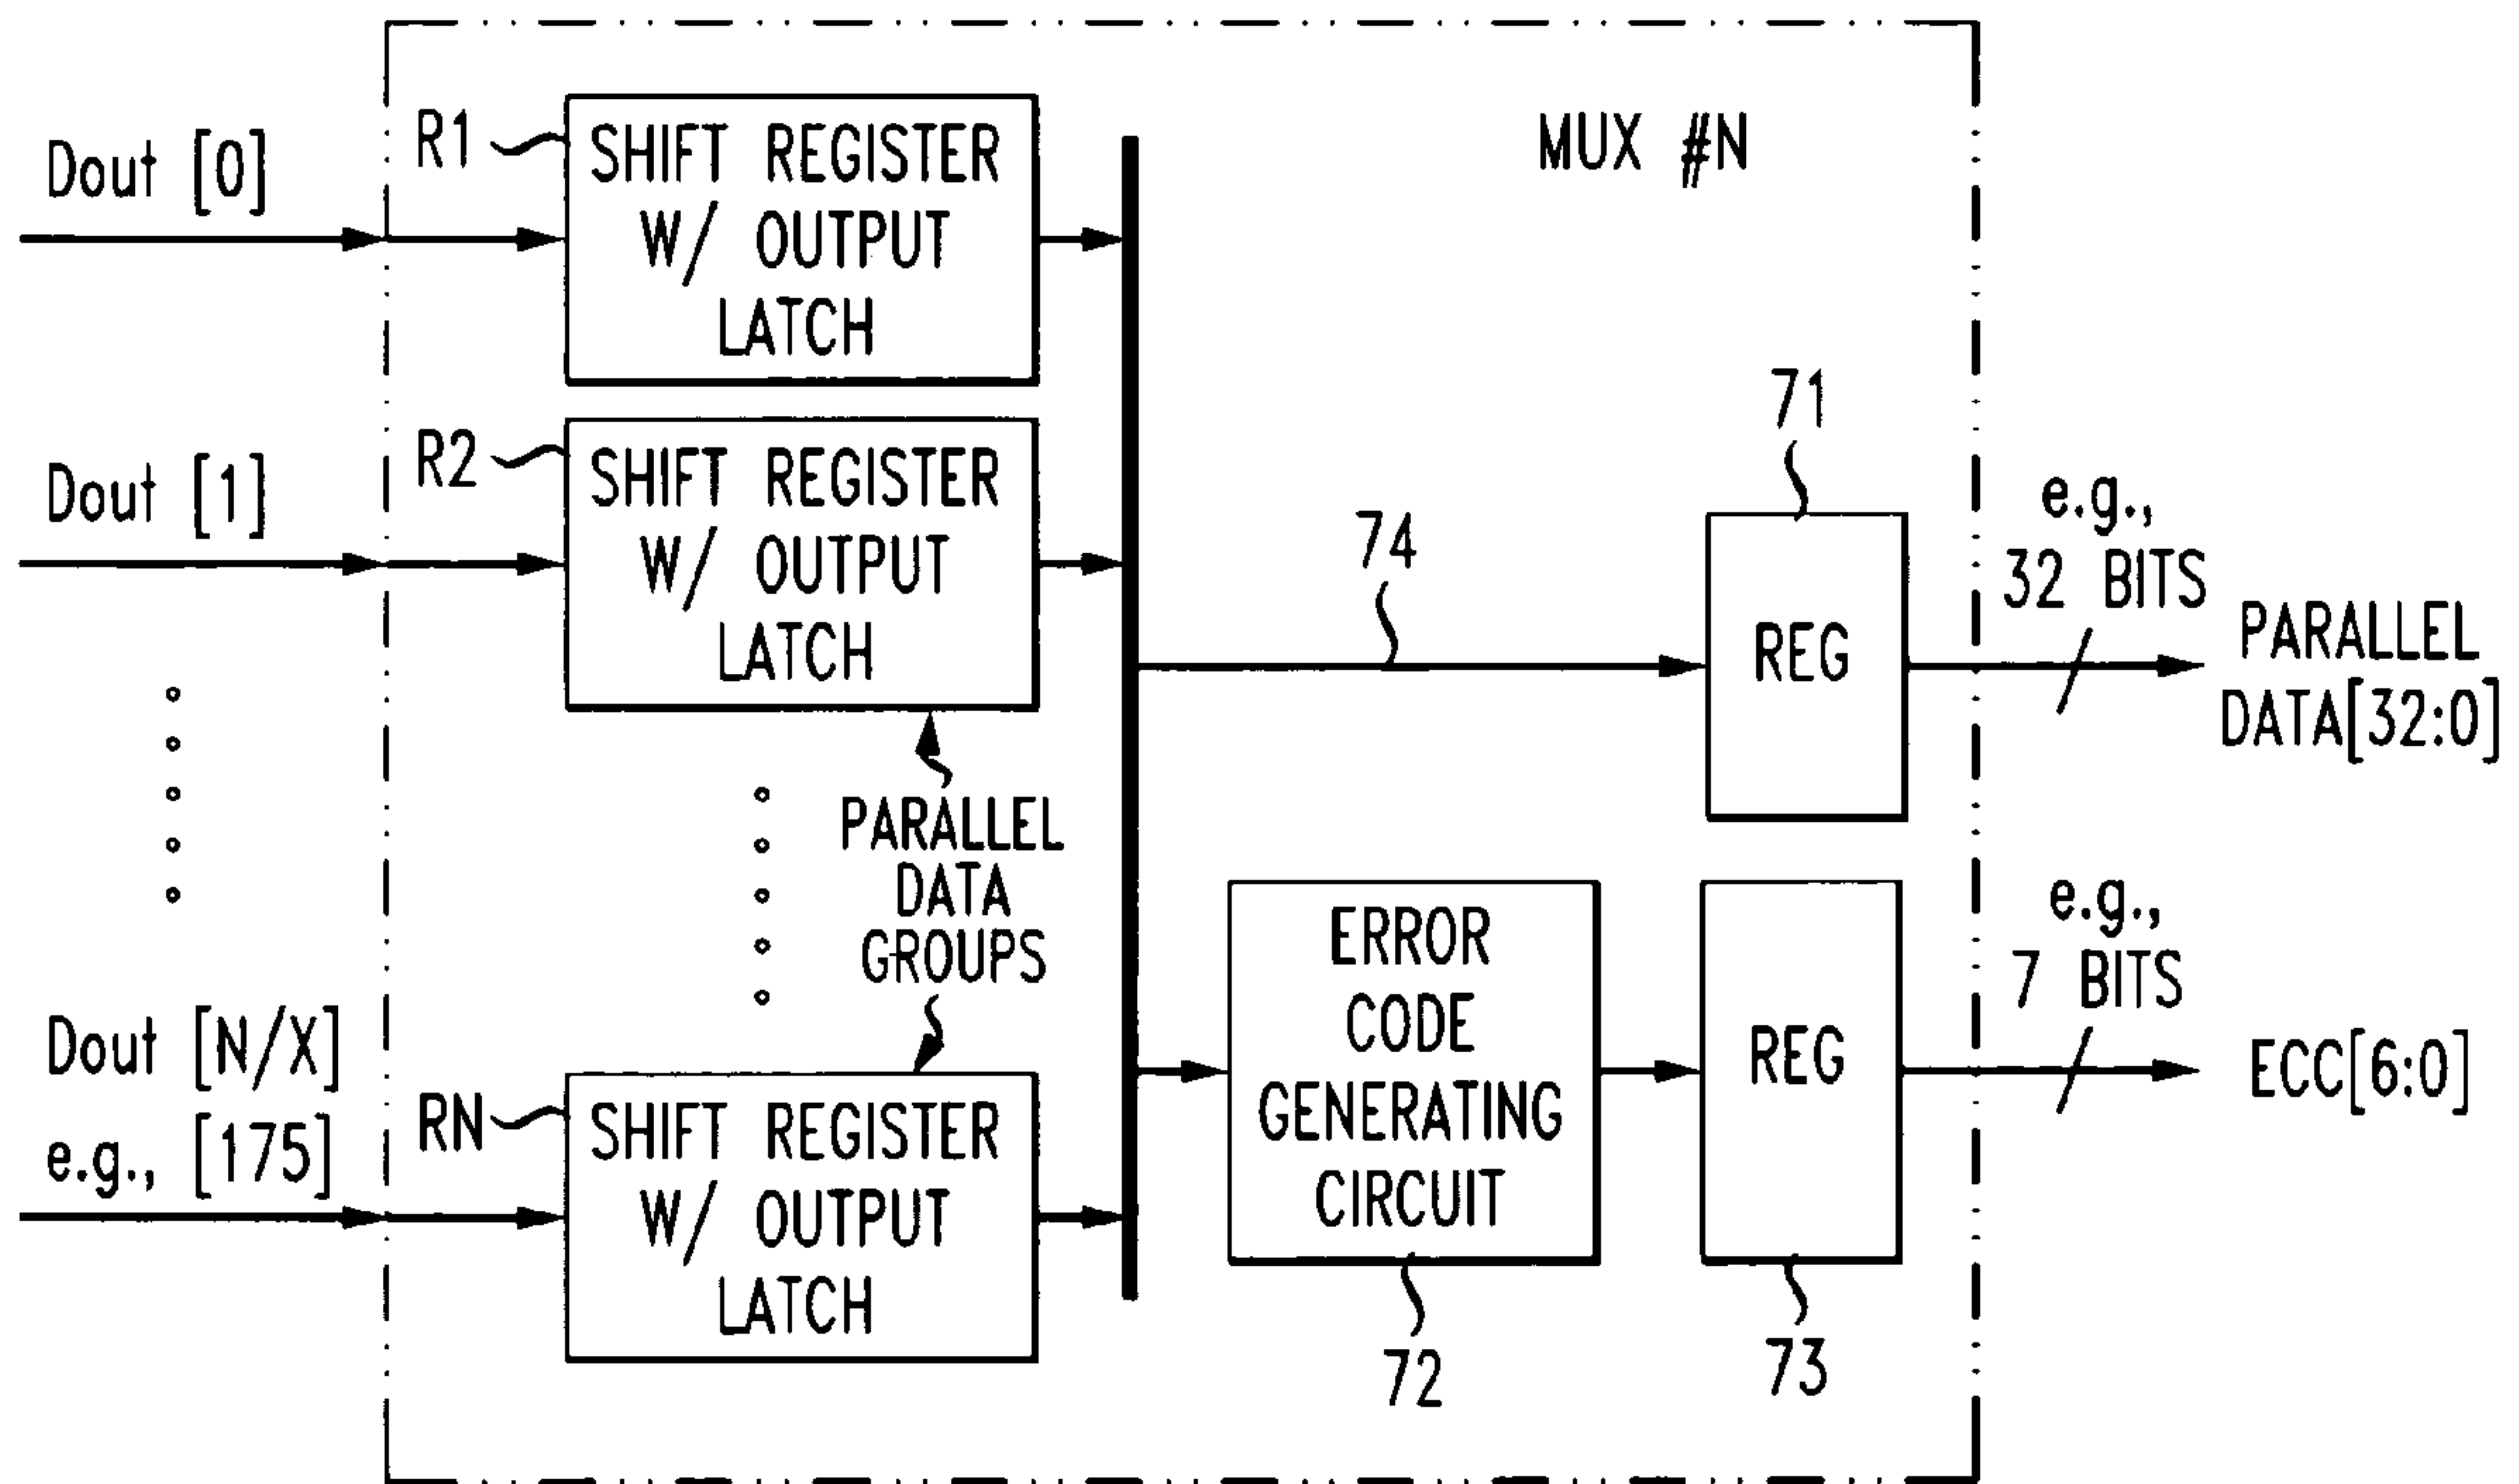 MUX #N
Dout [0]
R1
SHIFT REGISTER
W/ OUTPUT
LATCH
Dout [1]
R2
SHIFT REGISTER
W/ OUTPUT
LATCH
PARALLEL
DATA
GROUPS
Dout [N/X]
e.g., [175]
RN
SHIFT REGISTER
W/ OUTPUT
LATCH
74
71
REG
e.g.,
32 BITS
PARALLEL
DATA[32:0]
ERROR
CODE
GENERATING
CIRCUIT
72
REG
73
e.g.,
7 BITS
ECC[6:0]